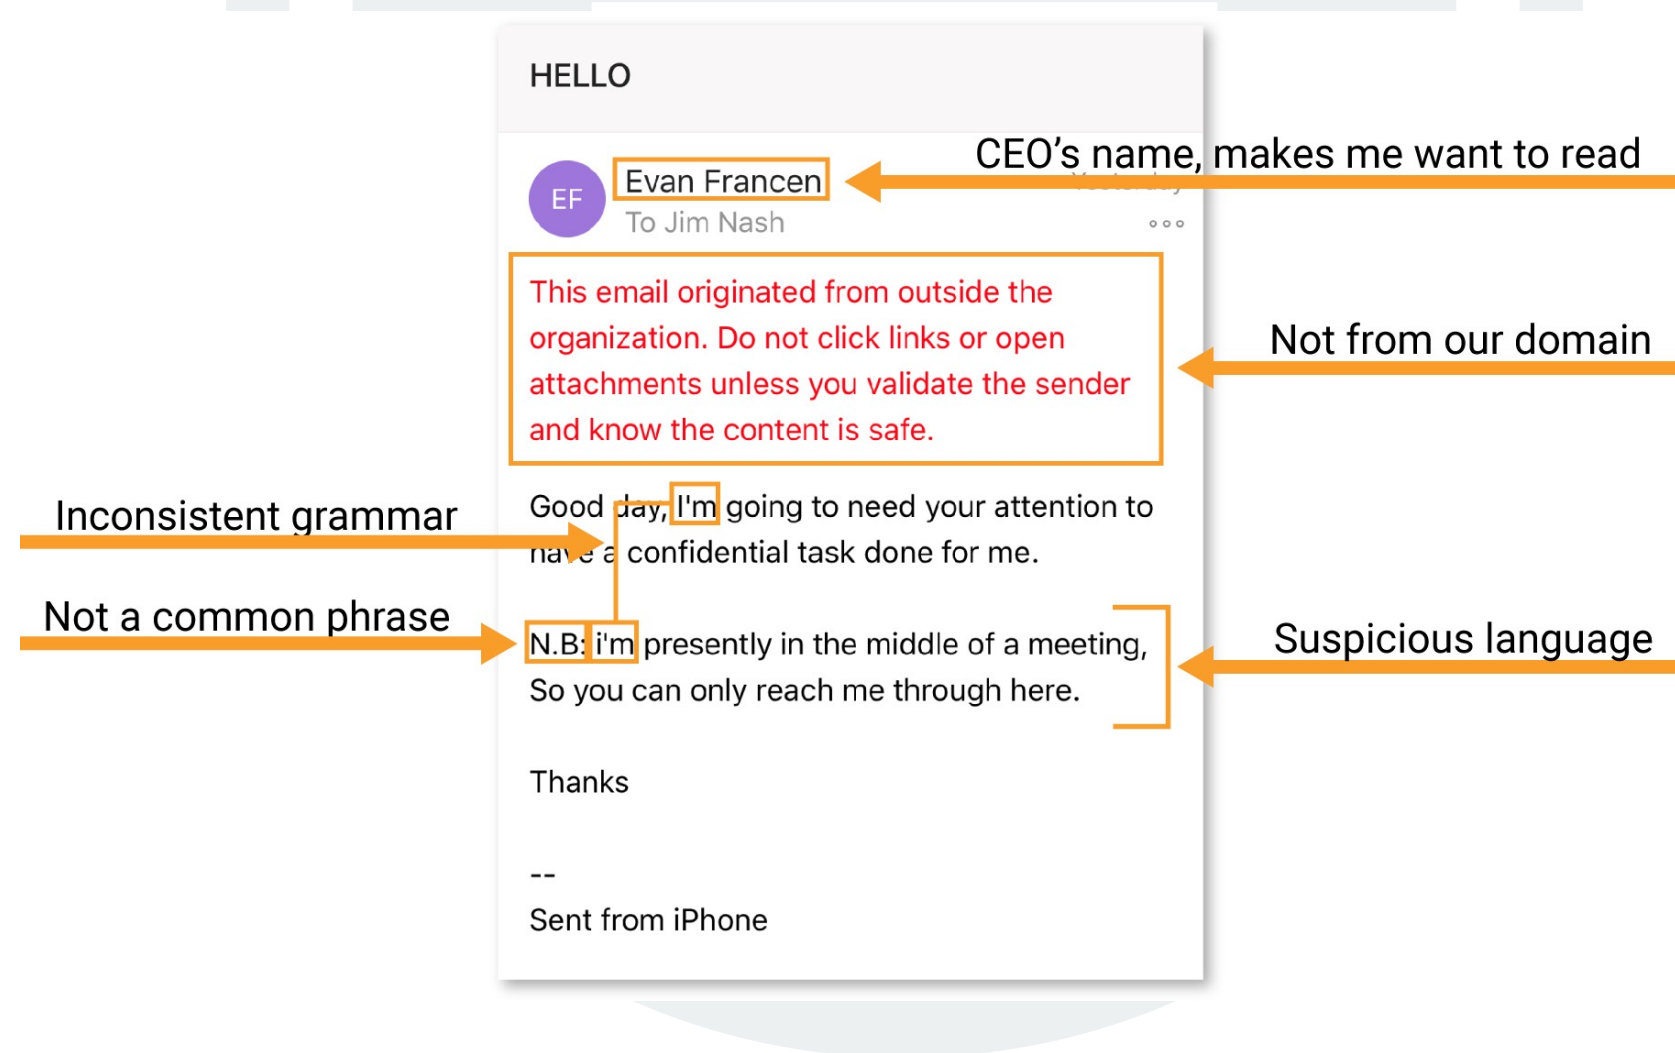 HELLO
CEO's name, makes me want to read
Evan Francen
Yesterday
EF
To Jim Nash
This email originated from outside the
organization. Do not click links or open
attachments unless you validate the sender
and know the content is safe.
Not from our domain
Good day, I'm going to need your attention to
have a confidential task done for me.
Inconsistent grammar
Not a common phrase
N.B: i'm presently in the middle of a meeting,
So you can only reach me through here.
Suspicious language
Thanks
--
Sent from iPhone